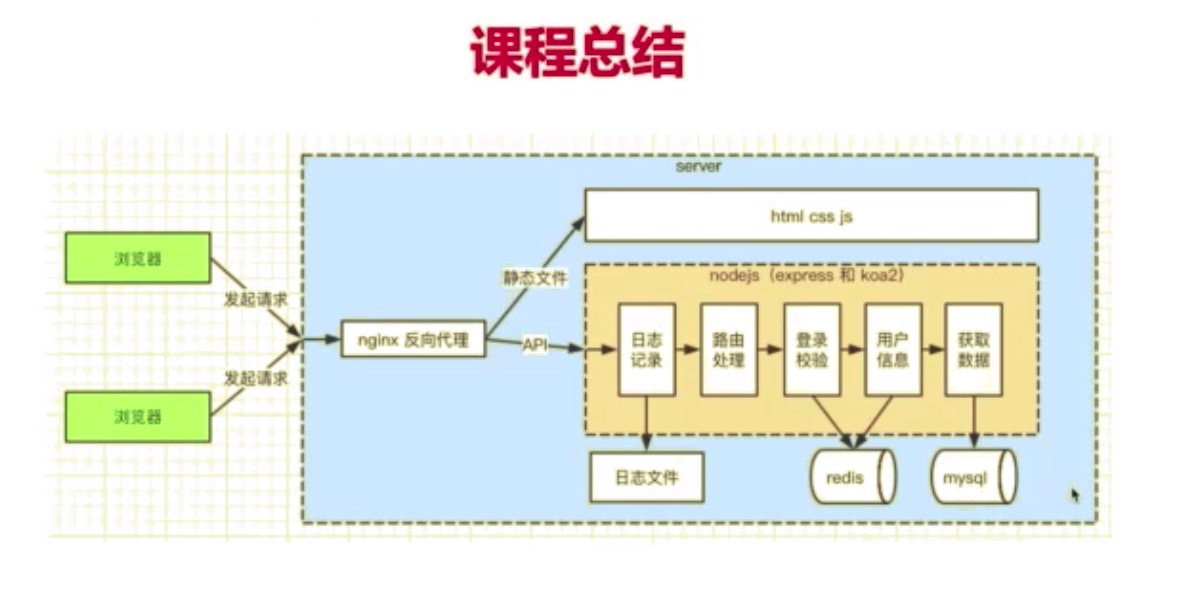 课程总结
server
html css js
浏览器
静态文件
nodejs（express 和 koa2）
发起请求
nginx 反向代理
API
日志
记录
路由
处理
登录
校验
用户
信息
获取
数据
发起请求
浏览器
日志文件
redis
mysql